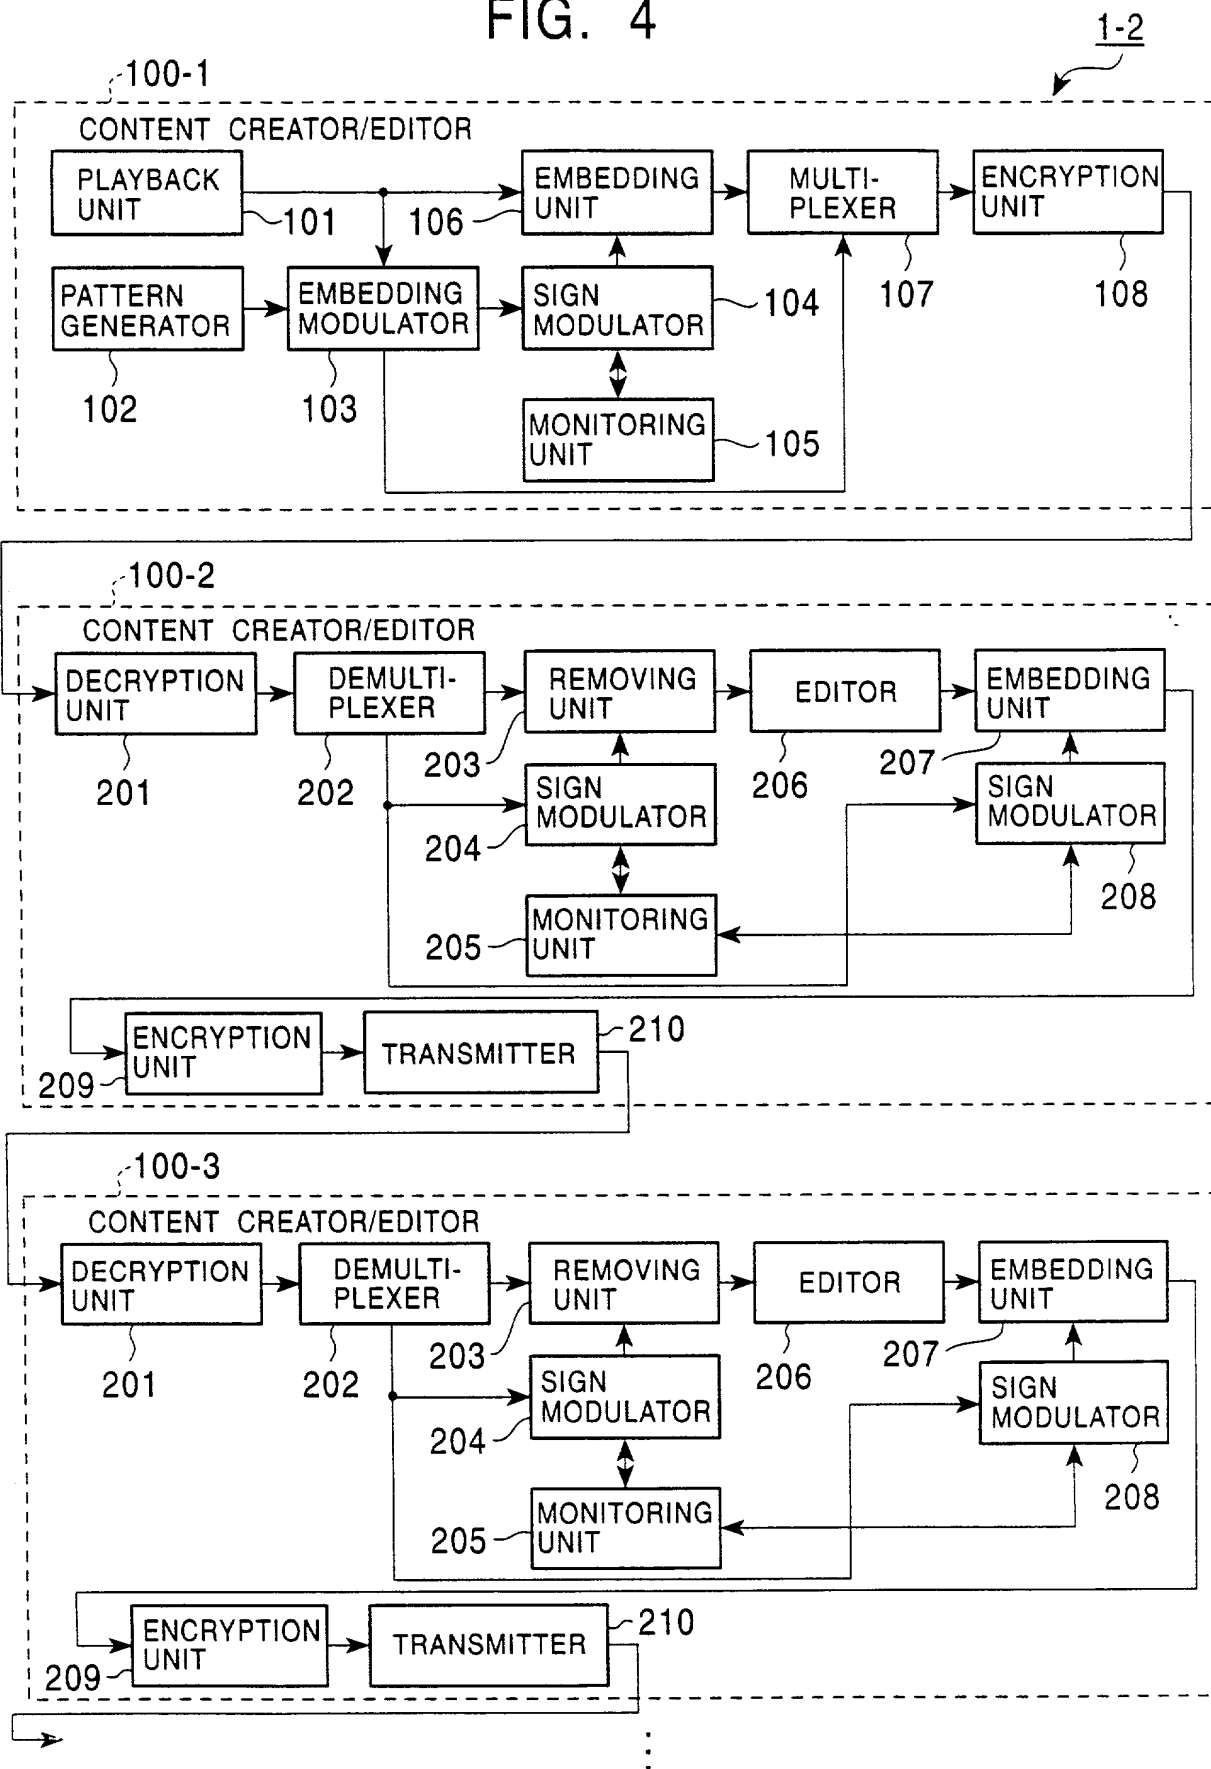 FIG. 4
1-2
100-1
CONTENT CREATOR/EDITOR
PLAYBACK
UNIT
101
106
EMBEDDING
UNIT
MULTI-
PLEXER
ENCRYPTION
UNIT
PATTERN
GENERATOR
EMBEDDING
MODULATOR
SIGN
MODULATOR
104
107
108
102
103
MONITORING
UNIT
105
100-2
CONTENT CREATOR/EDITOR
DECRYPTION
UNIT
DEMULTI-
PLEXER
REMOVING
UNIT
EDITOR
EMBEDDING
UNIT
201
202
203
206
207
SIGN
MODULATOR
204
SIGN
MODULATOR
208
205
MONITORING
UNIT
ENCRYPTION
UNIT
209
TRANSMITTER
210
100-3
CONTENT CREATOR/EDITOR
DECRYPTION
UNIT
DEMULTI-
PLEXER
REMOVING
UNIT
EDITOR
EMBEDDING
UNIT
201
202
203
206
207
SIGN
MODULATOR
204
SIGN
MODULATOR
208
205
MONITORING
UNIT
ENCRYPTION
UNIT
209
TRANSMITTER
210